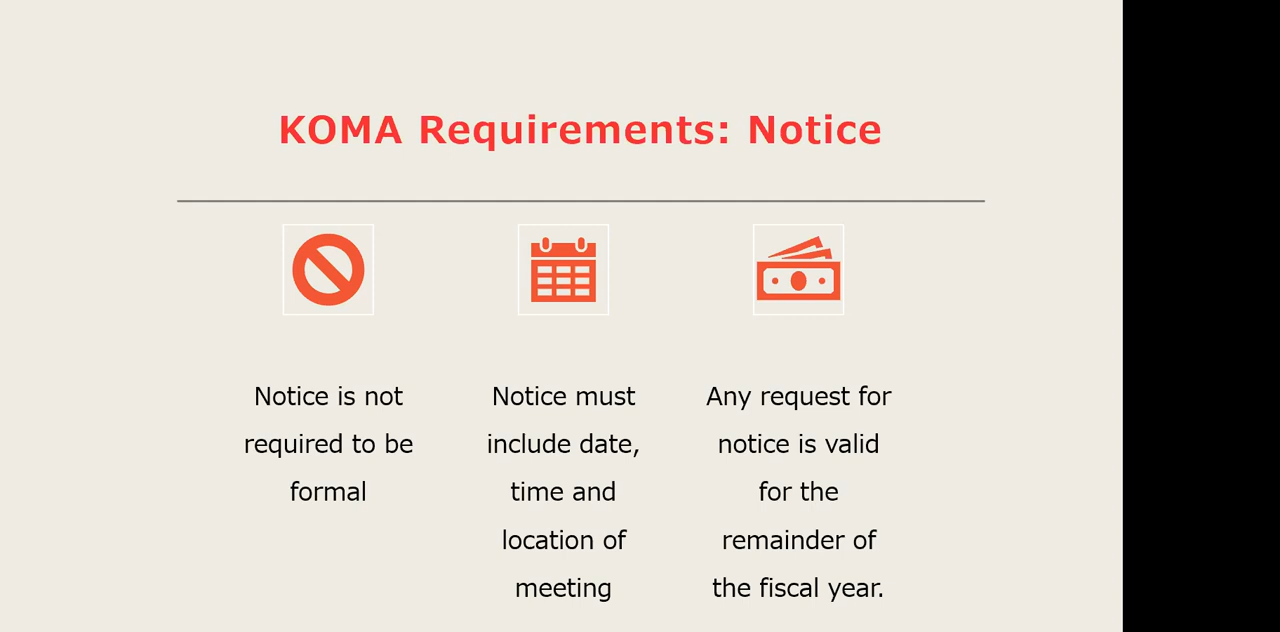 KOMA Requirements: Notice
Notice is not
required to be
formal
Notice must
include date,
time and
location of
meeting
Any request for
notice is valid
for the
remainder of
the fiscal year.